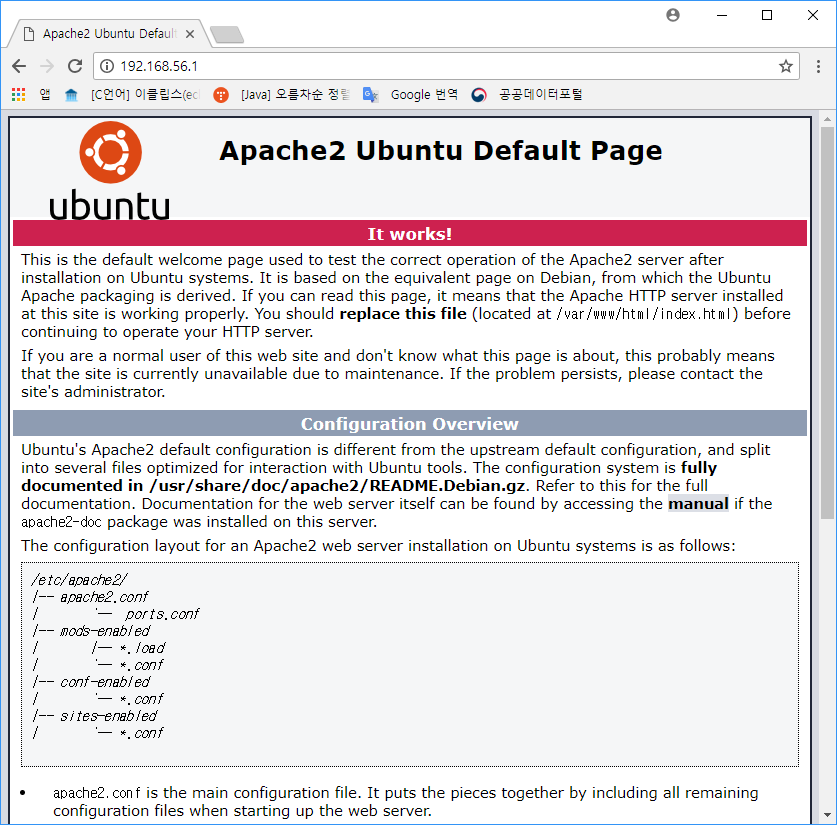 Apache2 Ubuntu Default
192.168.56.1
앱
[C언어] 이클립스(ec
[Java] 오름차순 정렬
Google 번역
공공데이터포털
ubuntu
Apache2 Ubuntu Default Page
It works!
This is the default welcome page used to test the correct operation of the Apache2 server after
installation on Ubuntu systems. It is based on the equivalent page on Debian, from which the Ubuntu
Apache packaging is derived. If you can read this page, it means that the Apache HTTP server installed
at this site is working properly. You should replace this file (located at /var/www/html/index.html) before
continuing to operate your HTTP server.
If you are a normal user of this web site and don't know what this page is about, this probably means
that the site is currently unavailable due to maintenance. If the problem persists, please contact the
site's administrator.
Configuration Overview
Ubuntu's Apache2 default configuration is different from the upstream default configuration, and split
into several files optimized for interaction with Ubuntu tools. The configuration system is fully
documented in /usr/share/doc/apache2/README.Debian.gz. Refer to this for the full
documentation. Documentation for the web server itself can be found by accessing the manual if the
apache2-doc package was installed on this server.
The configuration layout for an Apache2 web server installation on Ubuntu systems is as follows:
/etc/apache2/
|-- apache2.conf
|       `--  ports.conf
|-- mods-enabled
|       |-- *.load
|       `-- *.conf
|-- conf-enabled
|       `-- *.conf
|-- sites-enabled
|       `-- *.conf
• apache2.conf is the main configuration file. It puts the pieces together by including all remaining
configuration files when starting up the web server.